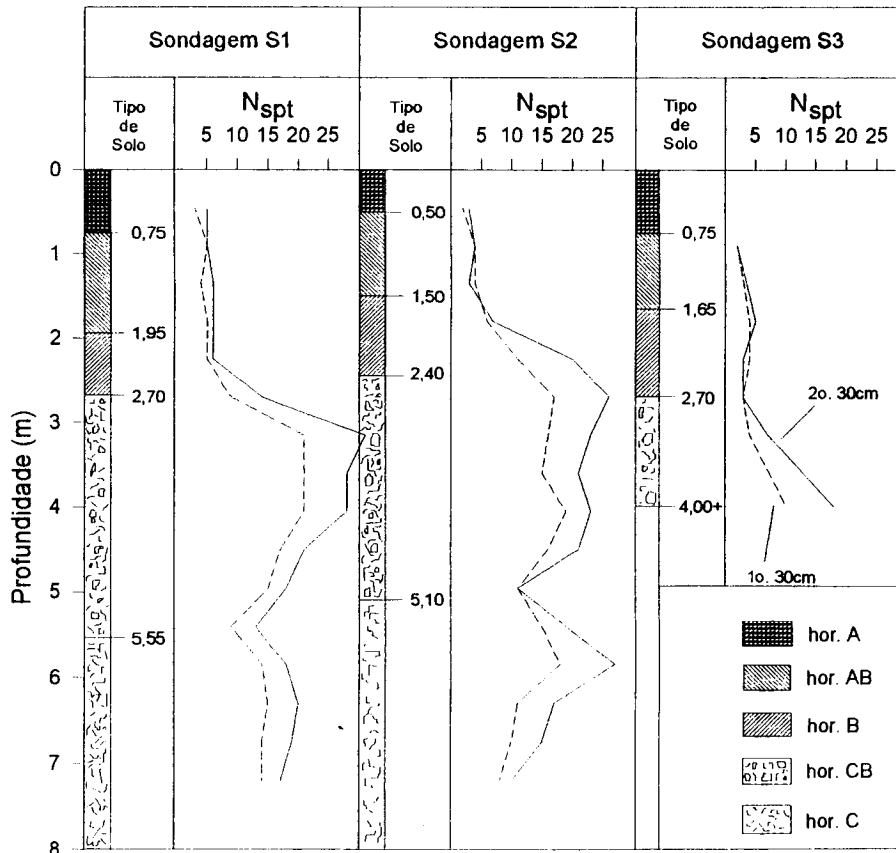 Sondagem S1 Sondagem S2 Sondagem S3
Tipo de Solo N_spt Tipo de Solo N_spt Tipo de Solo N_spt
5 10 15 20 25 5 10 15 20 25 5 10 15 20 25
Profundidade (m)
0
1
2
3
4
5
6
7
8
0,75
1,95
2,70
5,55
0,50
1,50
2,40
5,10
0,75
1,65
2,70
4,00+
2o. 30cm
1o. 30cm
hor. A
hor. AB
hor. B
hor. CB
hor. C